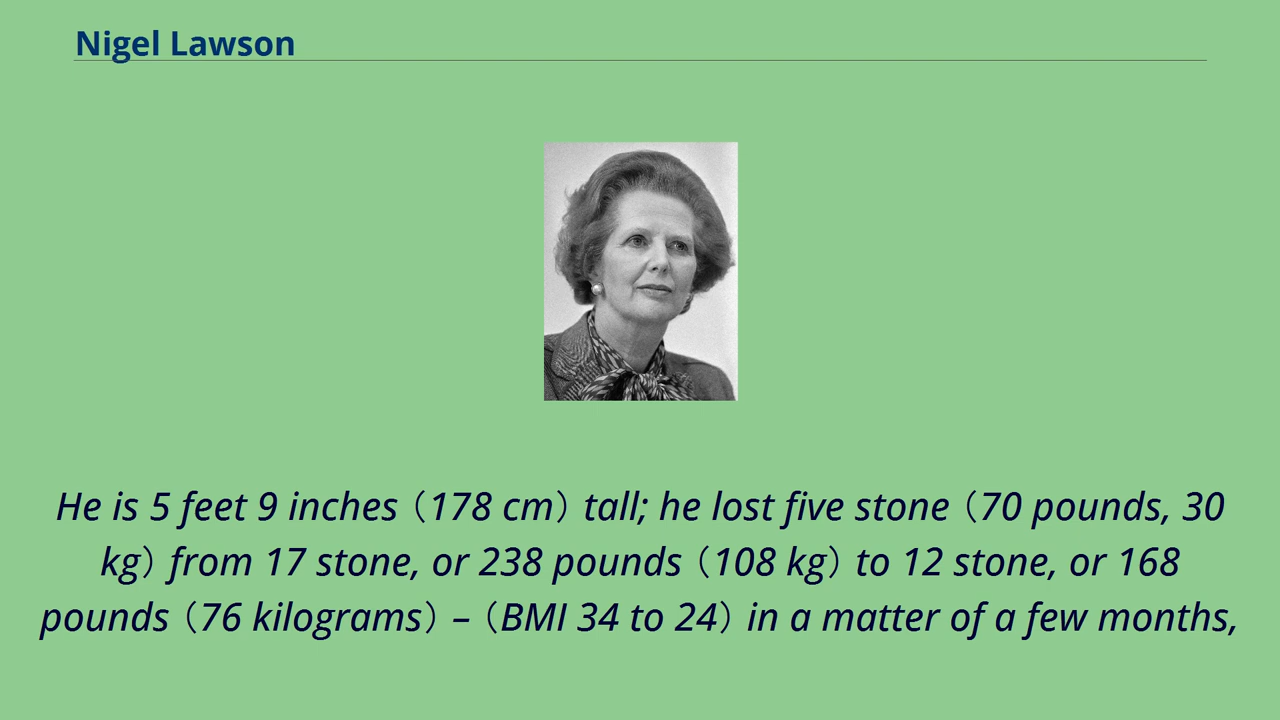 Nigel Lawson
He is 5 feet 9 inches（178 cm）tall; he lost five stone（70 pounds, 30
kg）from 17 stone, or 238 pounds（108 kg）to 12 stone, or 168
pounds（76 kilograms）–（BMI 34 to 24）in a matter of a few months,